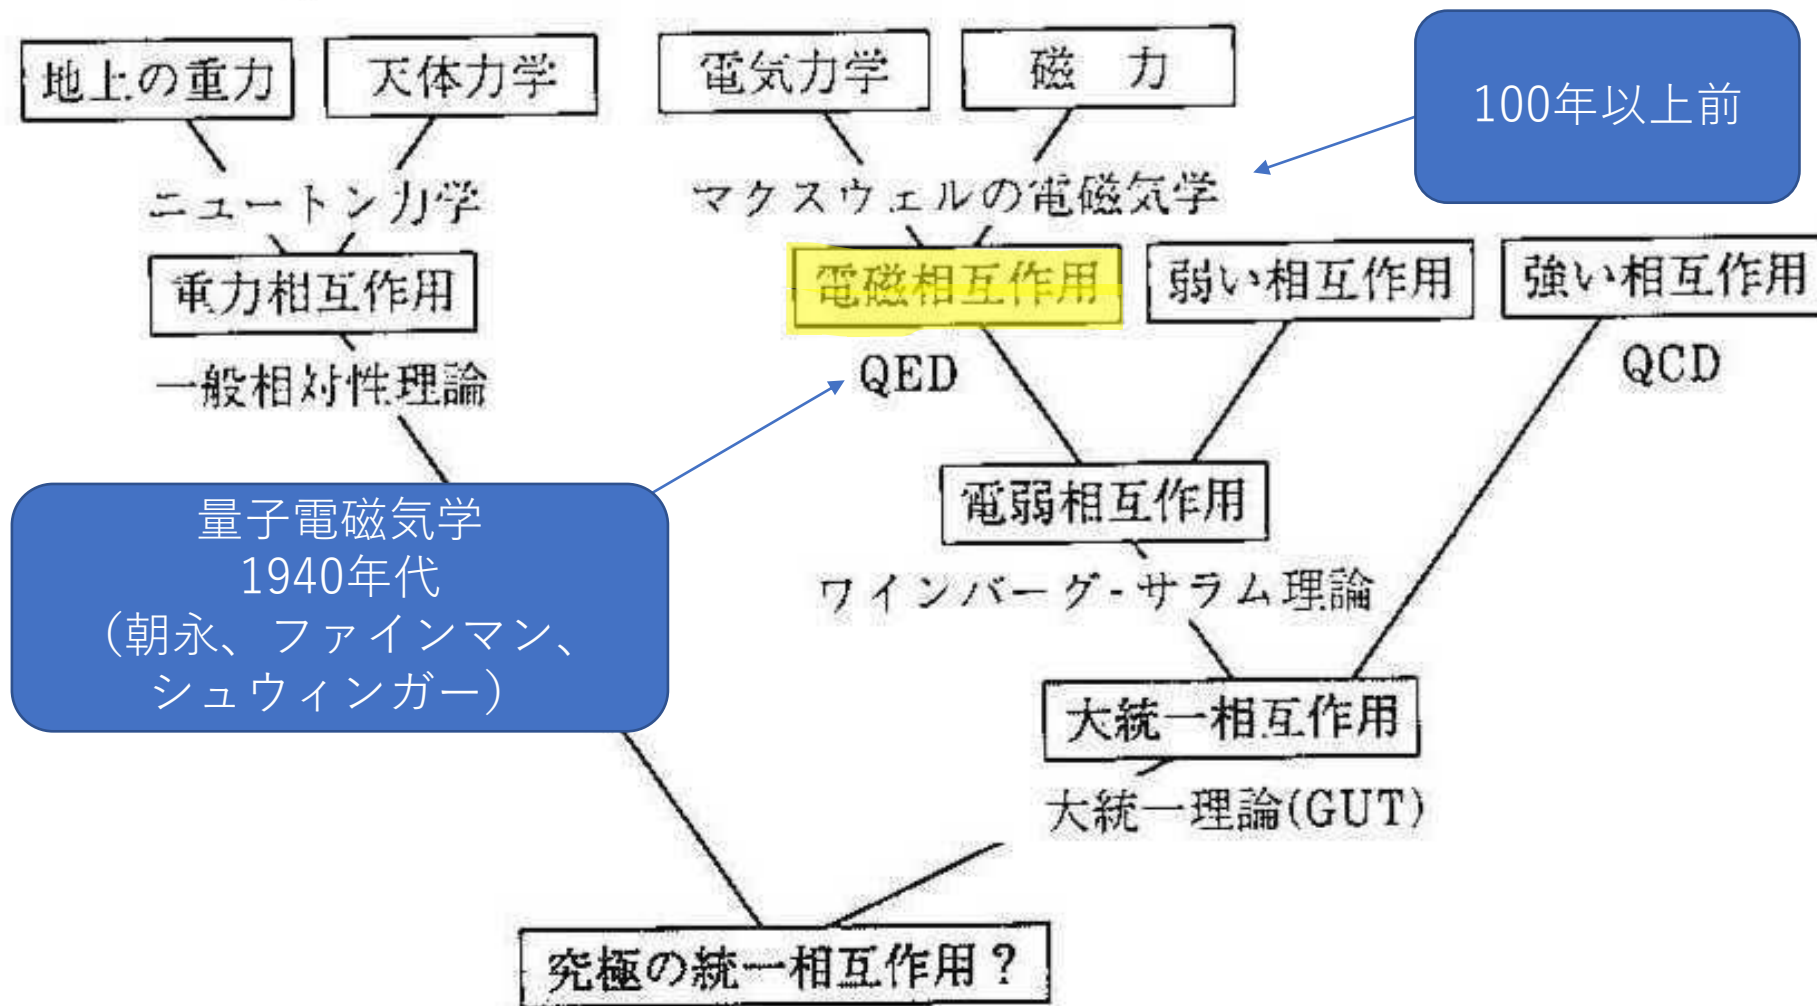 地上の重力
天体力学
電気力学
磁 力
100年以上前
ニュートン力学
マクスウェルの電磁気学
重力相互作用
電磁相互作用
弱い相互作用
強い相互作用
一般相対性理論
QED
QCD
量子電磁気学
1940年代
（朝永、ファインマン、
シュウィンガー）
電弱相互作用
ワインバーグ-サラム理論
大統一相互作用
大統一理論(GUT)
究極の統一相互作用？